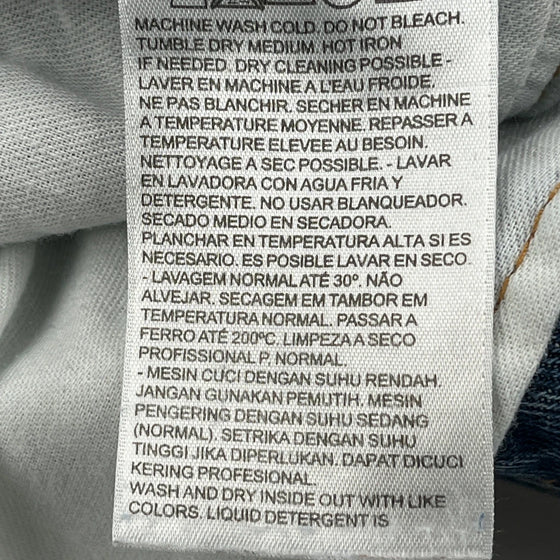 MACHINE WASH COLD. DO NOT BLEACH.
TUMBLE DRY MEDIUM. HOT IRON
IF NEEDED. DRY CLEANING POSSIBLE -
LAVER EN MACHINE A L'EAU FROIDE.
NE PAS BLANCHIR. SECHER EN MACHINE
A TEMPERATURE MOYENNE. REPASSER A
TEMPERATURE ELEVEE AU BESOIN.
NETTOYAGE A SEC POSSIBLE. - LAVAR
EN LAVADORA CON AGUA FRIA Y
DETERGENTE. NO USAR BLANQUEADOR.
SECADO MEDIO EN SECADORA.
PLANCHAR EN TEMPERATURA ALTA SI ES
NECESARIO. ES POSIBLE LAVAR EN SECO.
- LAVAGEM NORMAL ATÉ 30º. NÃO
ALVEJAR. SECAGEM EM TAMBOR EM
TEMPERATURA NORMAL. PASSAR A
FERRO ATÉ 200ºC. LIMPEZA A SECO
PROFISSIONAL P. NORMAL.
- MESIN CUCI DENGAN SUHU RENDAH.
JANGAN GUNAKAN PEMUTIH. MESIN
PENGERING DENGAN SUHU SEDANG
(NORMAL). SETRIKA DENGAN SUHU
TINGGI JIKA DIPERLUKAN. DAPAT DICUCI
KERING PROFESIONAL.
WASH AND DRY INSIDE OUT WITH LIKE
COLORS. LIQUID DETERGENT IS